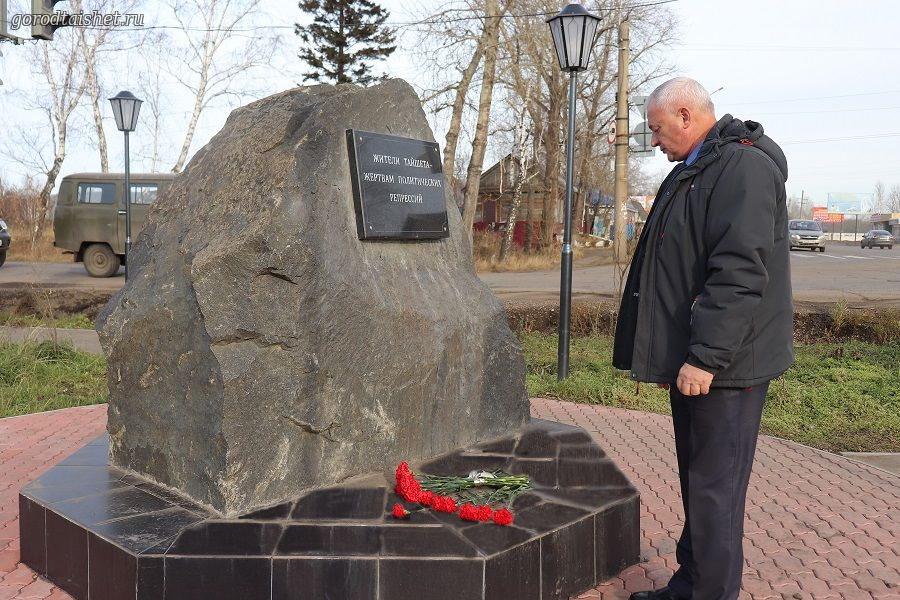 gorodtaishet.ru
ЖИТЕЛИ ТАЙШЕТА
ЖЕРТВАМ ПОЛИТИЧЕСКИХ
РЕПРЕССИЙ